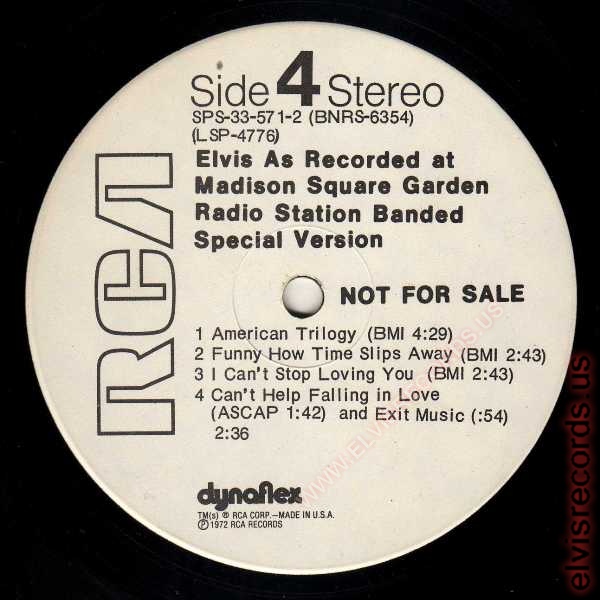 Side 4 Stereo
SPS-33-571-2 (BNRS-6354)
(LSP-4776)
Elvis As Recorded at
Madison Square Garden
Radio Station Banded
Special Version
RCA
NOT FOR SALE
1 American Trilogy (BMI 4:29)
2 Funny How Time Slips Away (BMI 2:43)
3 I Can't Stop Loving You (BMI 2:43)
4 Can't Help Falling in Love
(ASCAP 1:42) and Exit Music (:54)
2:36
dynaflex
TM(s) ® RCA CORP.—MADE IN U.S.A.
℗ 1972 RCA RECORDS
www.ELVISrecords.us
elvisrecords.us